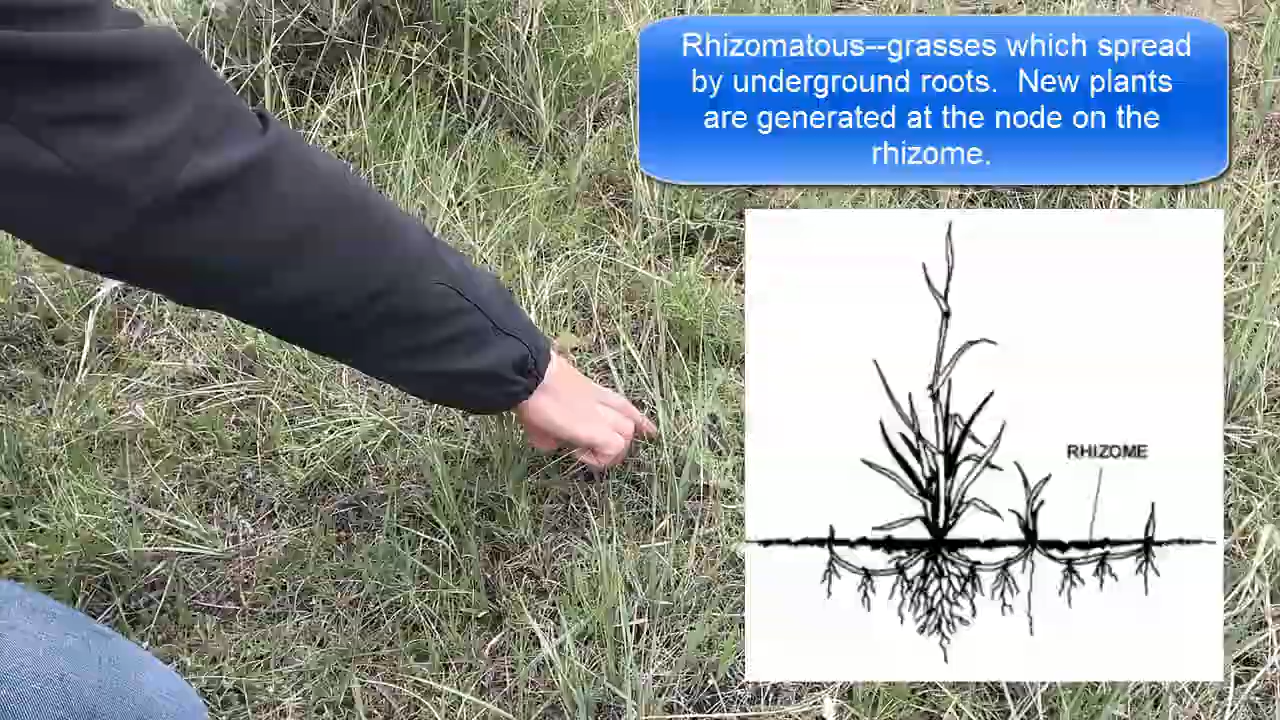 Rhizomatous--grasses which spread
by underground roots.  New plants
are generated at the node on the
rhizome.
RHIZOME